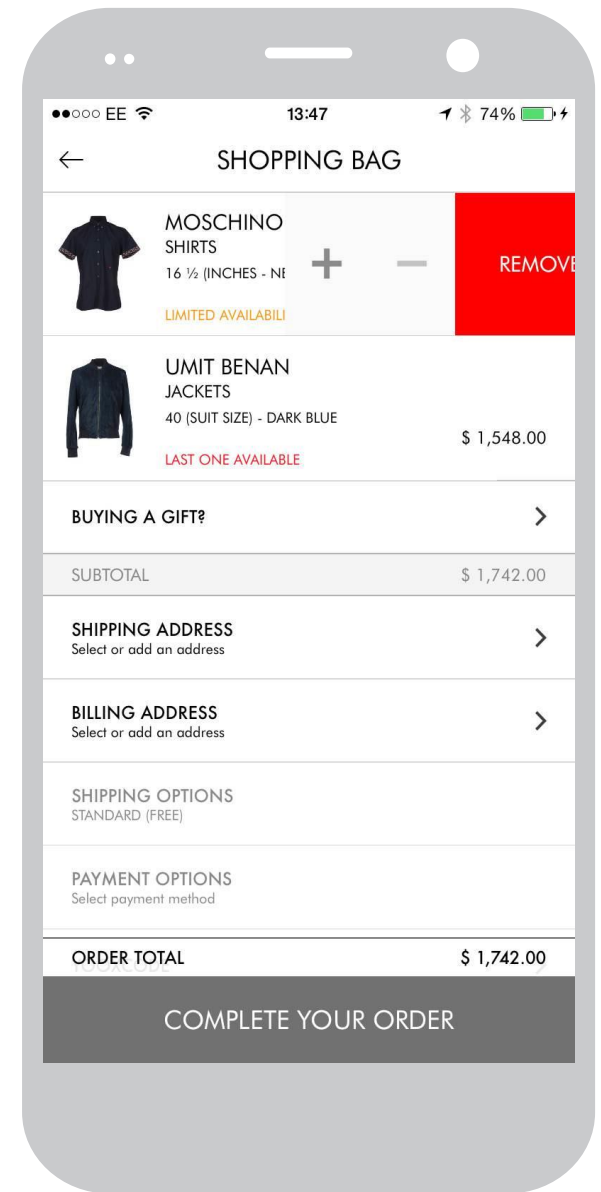 EE 13:47 74%
SHOPPING BAG
MOSCHINO
SHIRTS
16 ½ (INCHES - NE
LIMITED AVAILABILI
+ −
REMOVE
UMIT BENAN
JACKETS
40 (SUIT SIZE) - DARK BLUE
$ 1,548.00
LAST ONE AVAILABLE
BUYING A GIFT?
SUBTOTAL $ 1,742.00
SHIPPING ADDRESS
Select or add an address
BILLING ADDRESS
Select or add an address
SHIPPING OPTIONS
STANDARD (FREE)
PAYMENT OPTIONS
Select payment method
ORDER TOTAL $ 1,742.00
COMPLETE YOUR ORDER